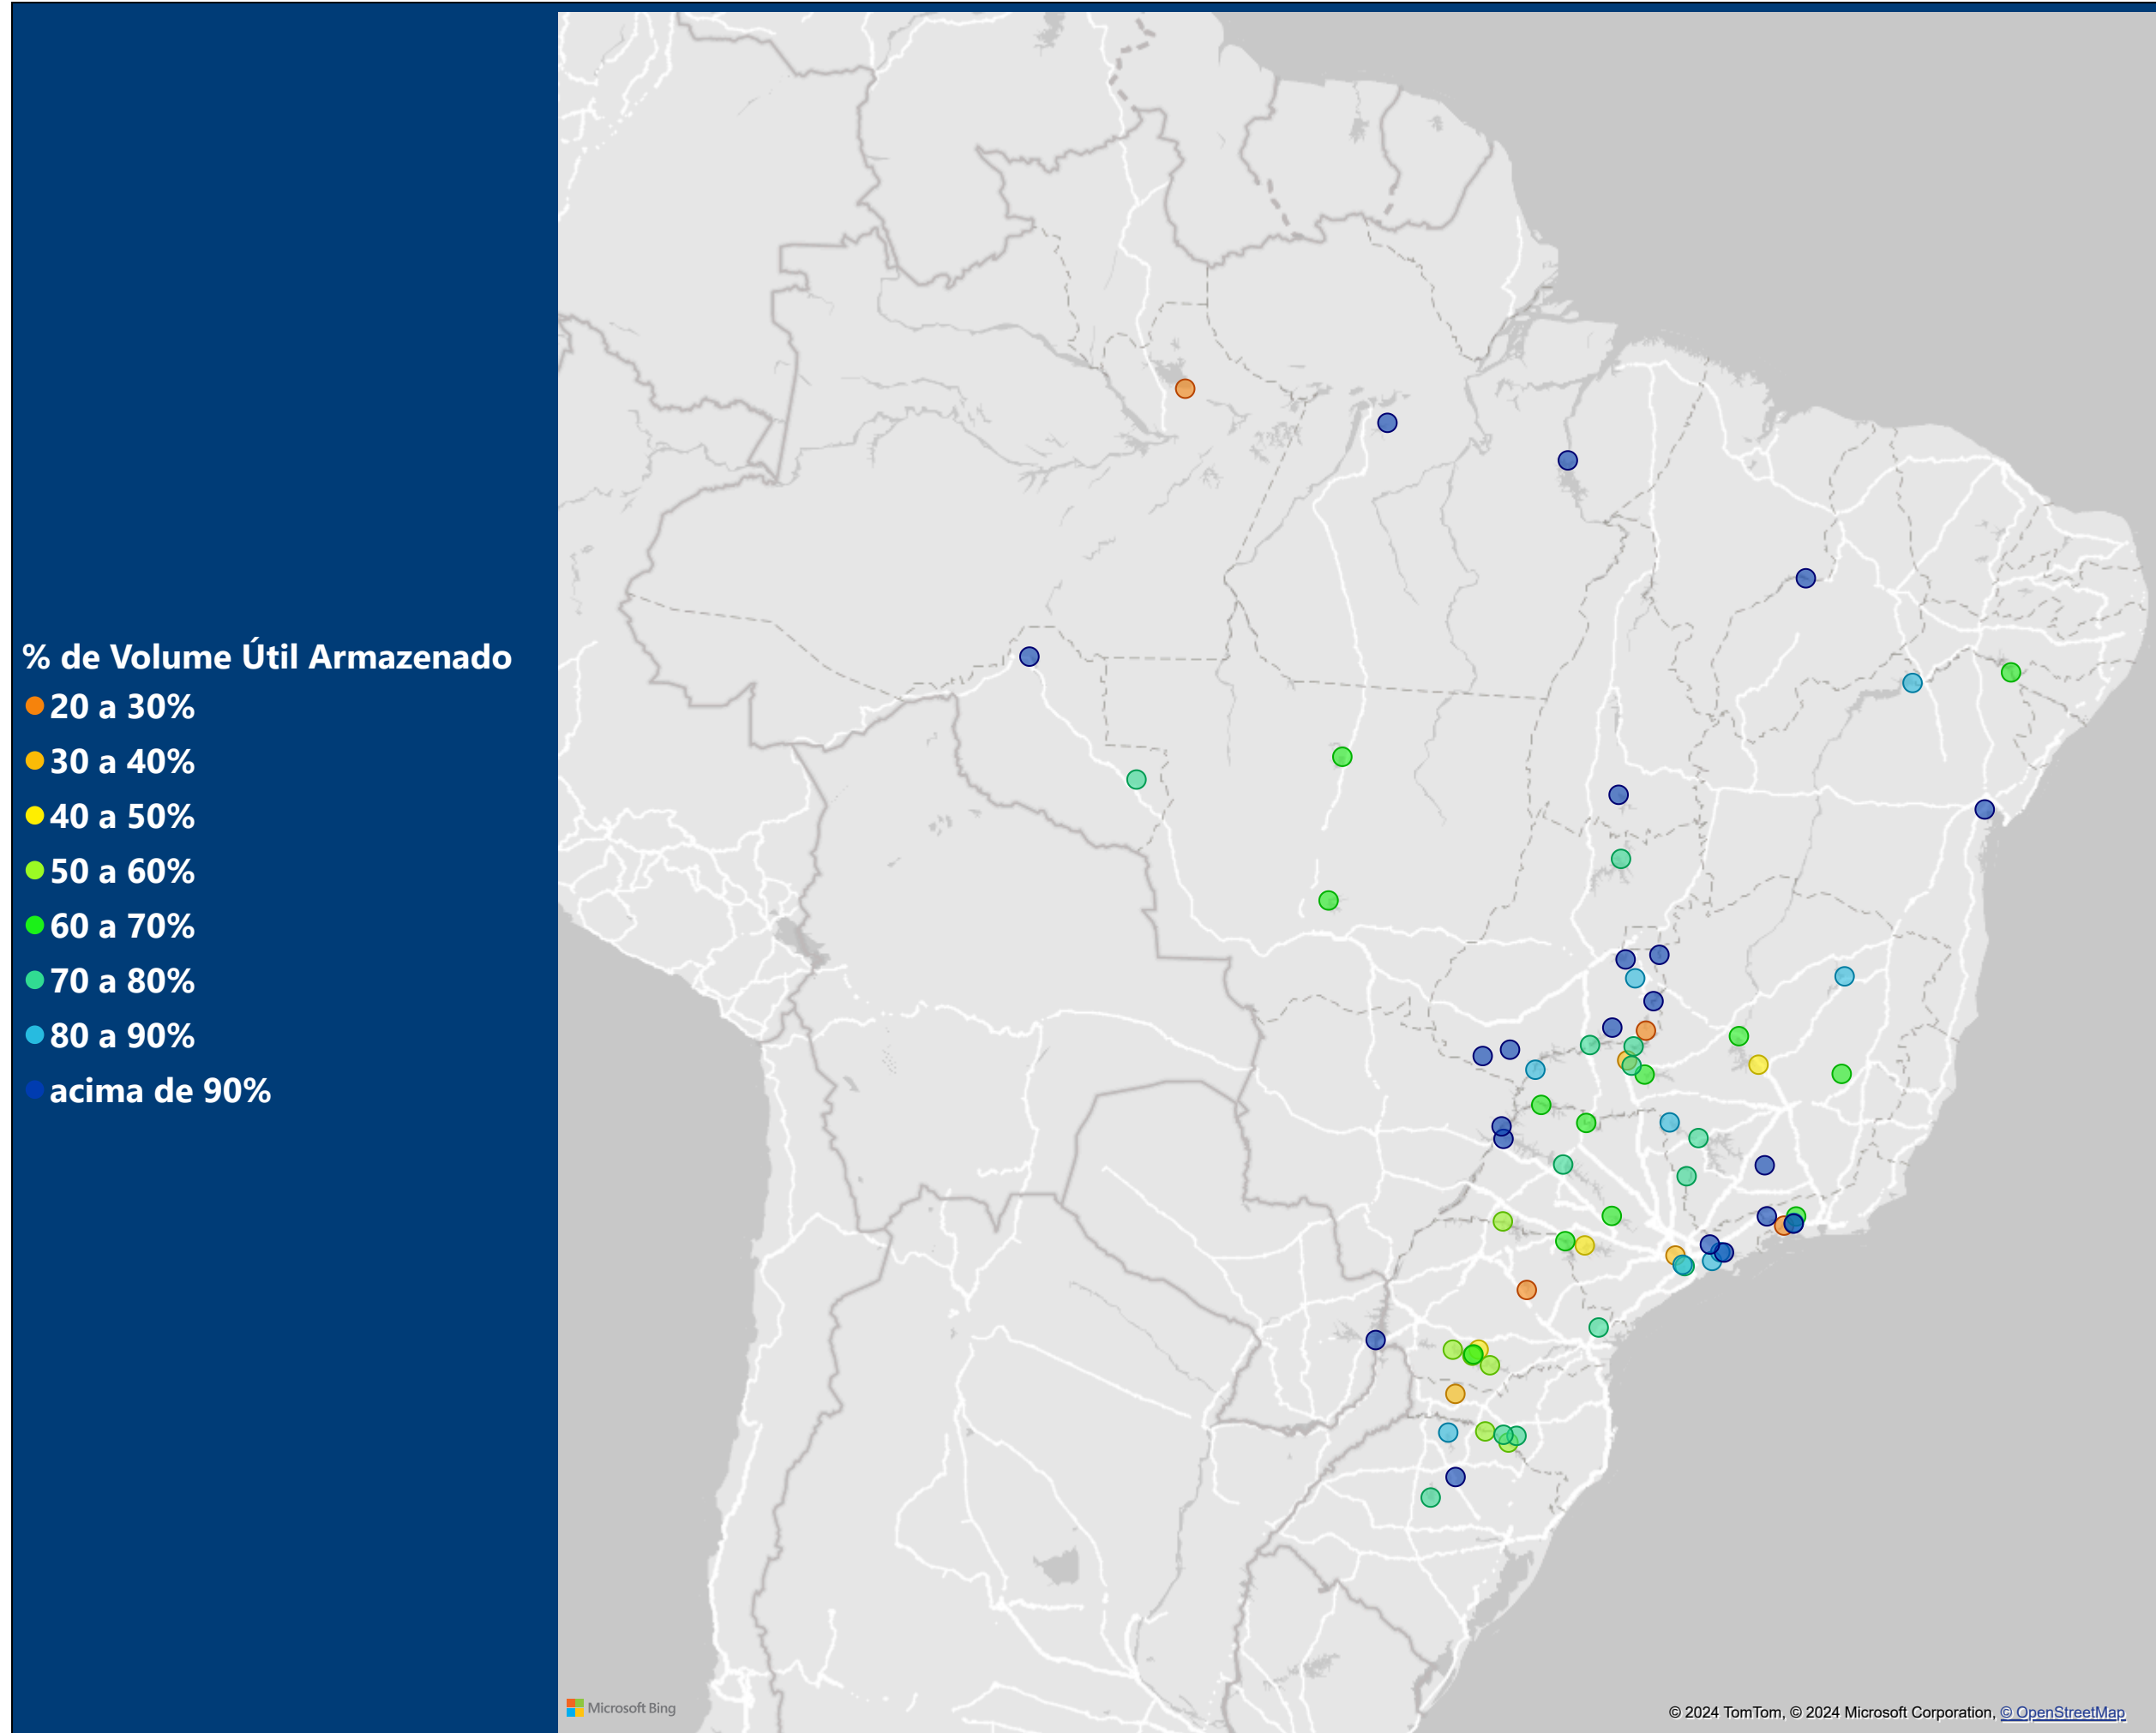 % de Volume Útil Armazenado
20 a 30%
30 a 40%
40 a 50%
50 a 60%
60 a 70%
70 a 80%
80 a 90%
acima de 90%
Microsoft Bing
© 2024 TomTom, © 2024 Microsoft Corporation, © OpenStreetMap